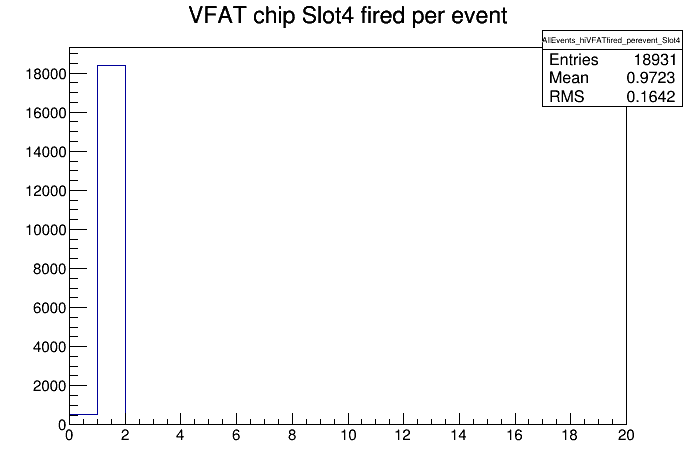 VFAT chip Slot4 fired per event
AllEvents_hiVFATfired_perevent_Slot4
Entries 18931
Mean 0.9723
RMS 0.1642
18000
16000
14000
12000
10000
8000
6000
4000
2000
0
0 2 4 6 8 10 12 14 16 18 20